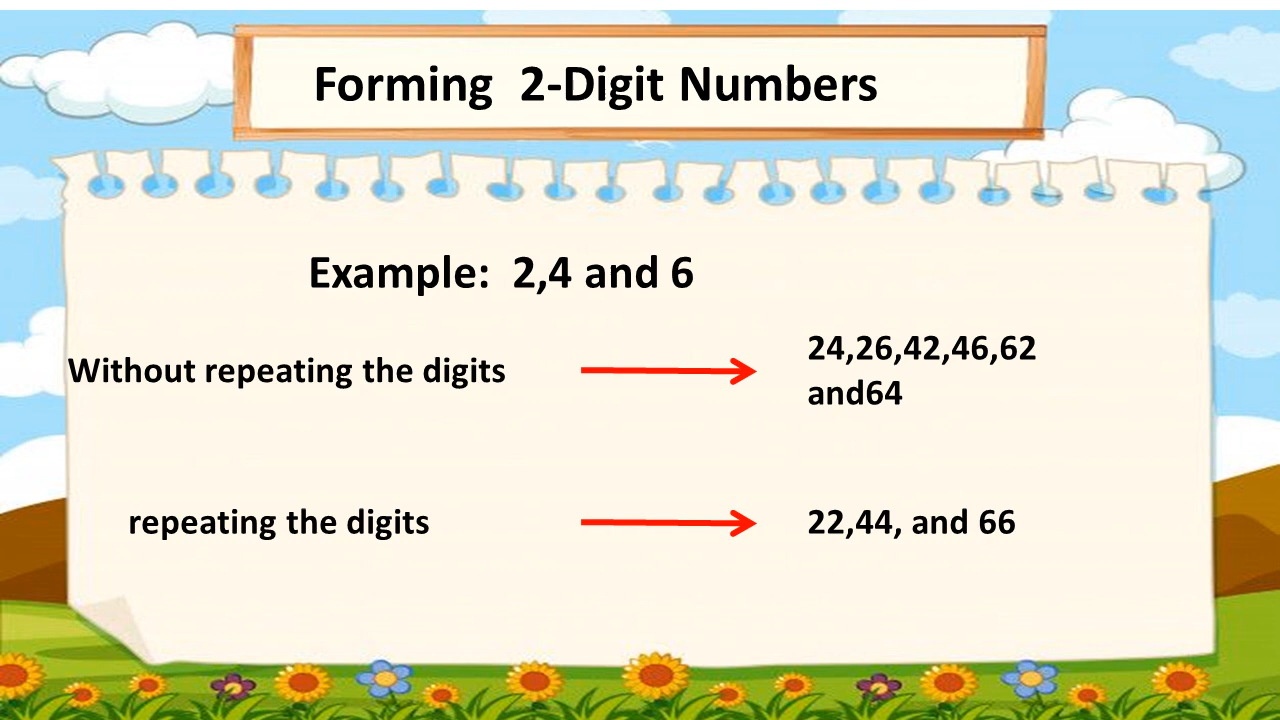 Forming 2-Digit Numbers
Example: 2,4 and 6
Without repeating the digits
24,26,42,46,62
and64
repeating the digits
22,44, and 66